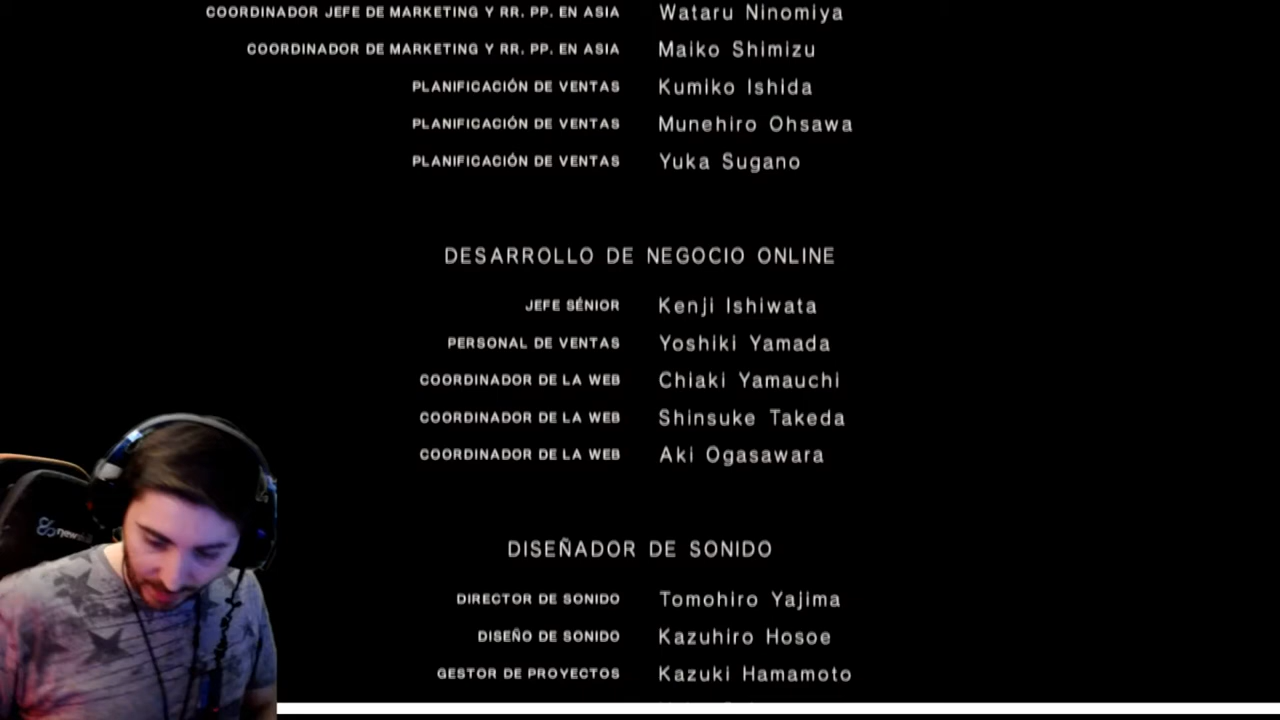 COORDINADOR JEFE DE MARKETING Y RR. PP. EN ASIA Wataru Ninomiya
COORDINADOR DE MARKETING Y RR. PP. EN ASIA Maiko Shimizu
PLANIFICACIÓN DE VENTAS Kumiko Ishida
PLANIFICACIÓN DE VENTAS Munehiro Ohsawa
PLANIFICACIÓN DE VENTAS Yuka Sugano
DESARROLLO DE NEGOCIO ONLINE
JEFE SÉNIOR Kenji Ishiwata
PERSONAL DE VENTAS Yoshiki Yamada
COORDINADOR DE LA WEB Chiaki Yamauchi
COORDINADOR DE LA WEB Shinsuke Takeda
COORDINADOR DE LA WEB Aki Ogasawara
DISEÑADOR DE SONIDO
DIRECTOR DE SONIDO Tomohiro Yajima
DISEÑO DE SONIDO Kazuhiro Hosoe
GESTOR DE PROYECTOS Kazuki Hamamoto